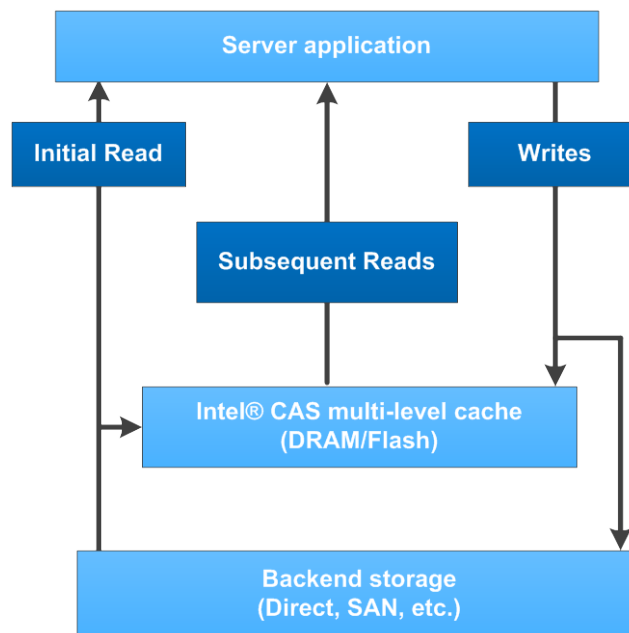 Server application
Initial Read
Writes
Subsequent Reads
Intel® CAS multi-level cache
(DRAM/Flash)
Backend storage
(Direct, SAN, etc.)